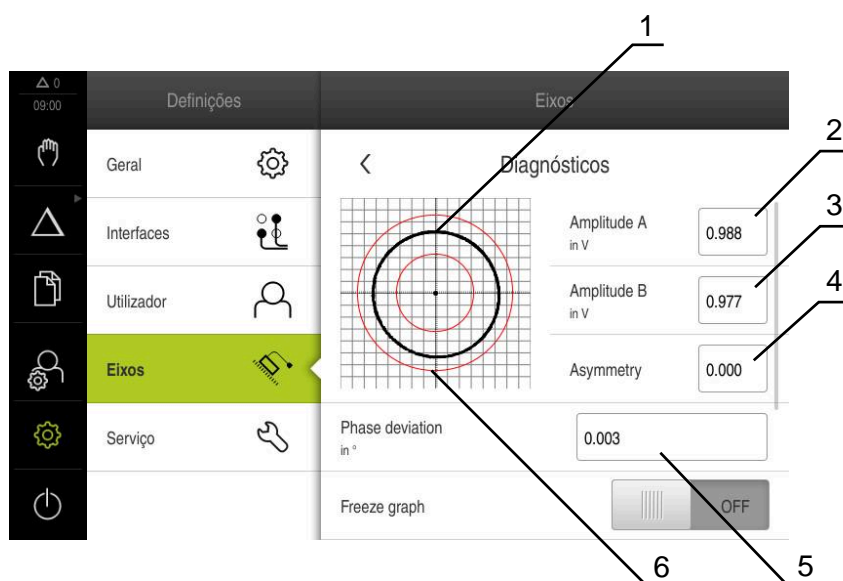 1
0
09:00
Definições
Eixos
Geral
Diagnósticos
2
Amplitude A
in V
0.988
3
Interfaces
Amplitude B
in V
0.977
4
Utilizador
Eixos
Asymmetry
0.000
Serviço
Phase deviation
in °
0.003
Freeze graph
OFF
6
5